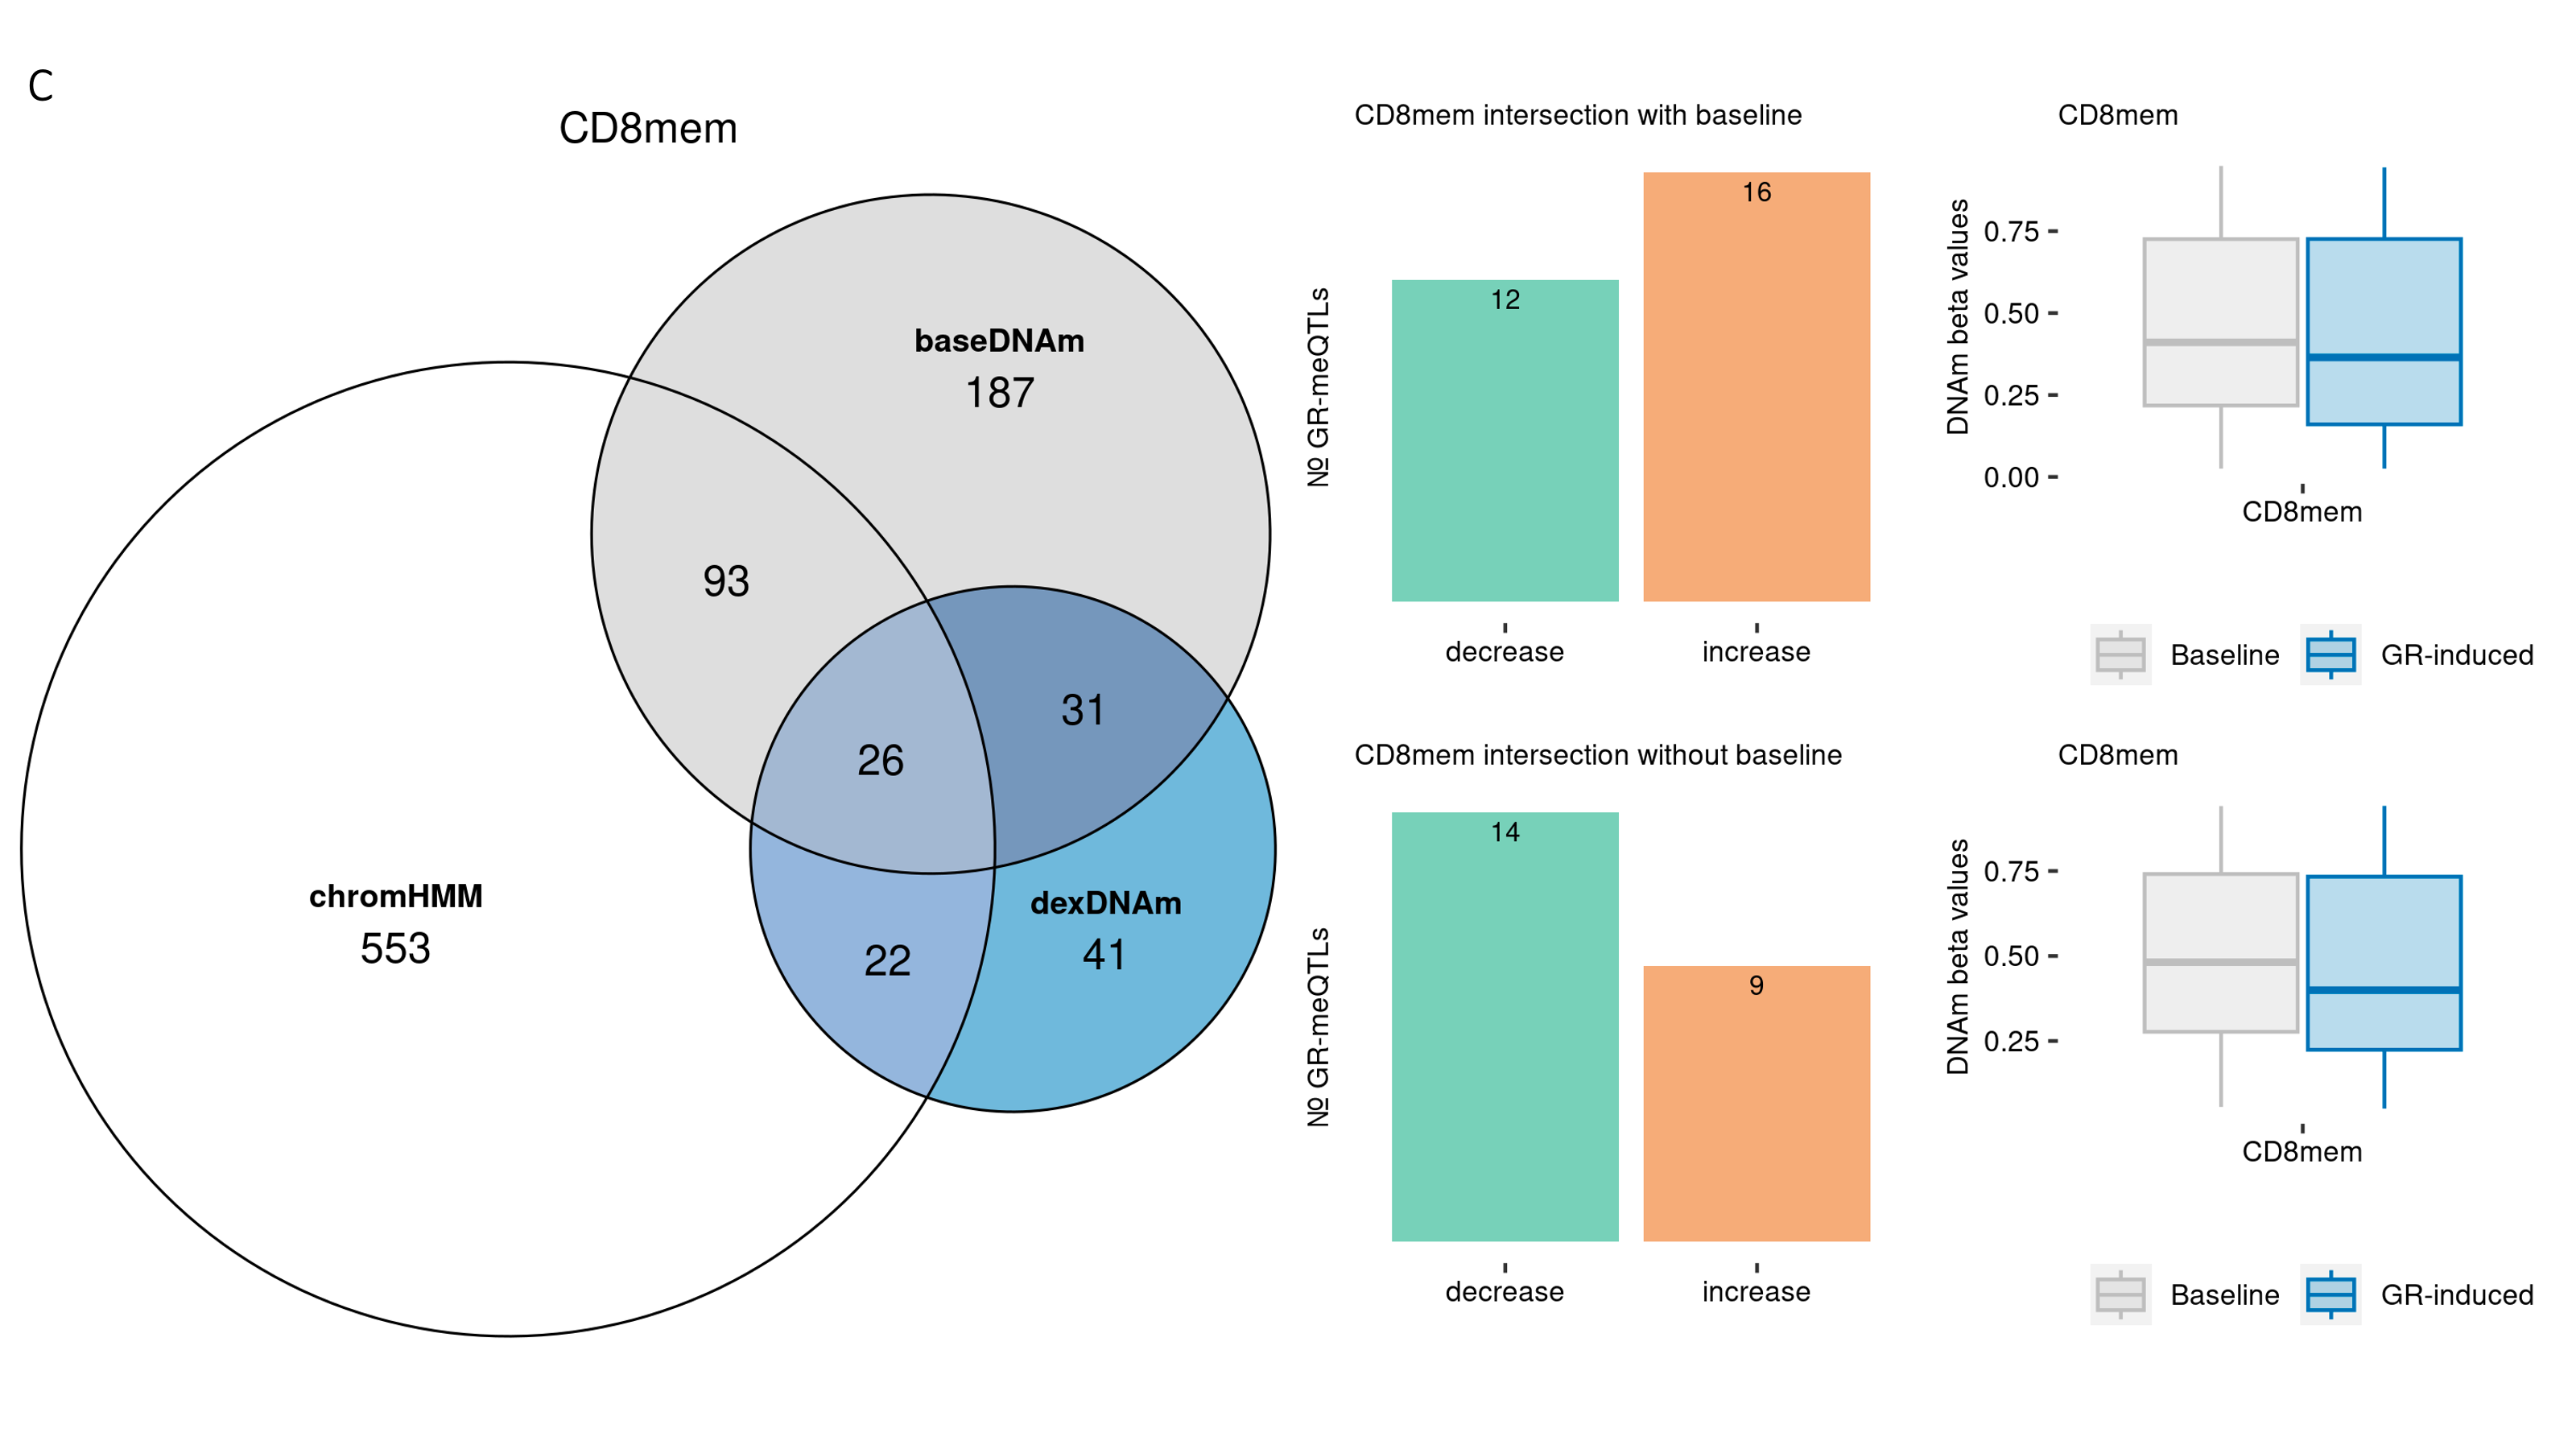 C
CD8mem
baseDNAm
187
93
31
26
chromHMM
553
22
dexDNAm
41
CD8mem intersection with baseline
№ GR-meQTLs
12
16
decrease
increase
CD8mem
DNAm beta values
0.75
0.50
0.25
0.00
CD8mem
Baseline
GR-induced
CD8mem intersection without baseline
№ GR-meQTLs
14
9
decrease
increase
CD8mem
DNAm beta values
0.75
0.50
0.25
CD8mem
Baseline
GR-induced